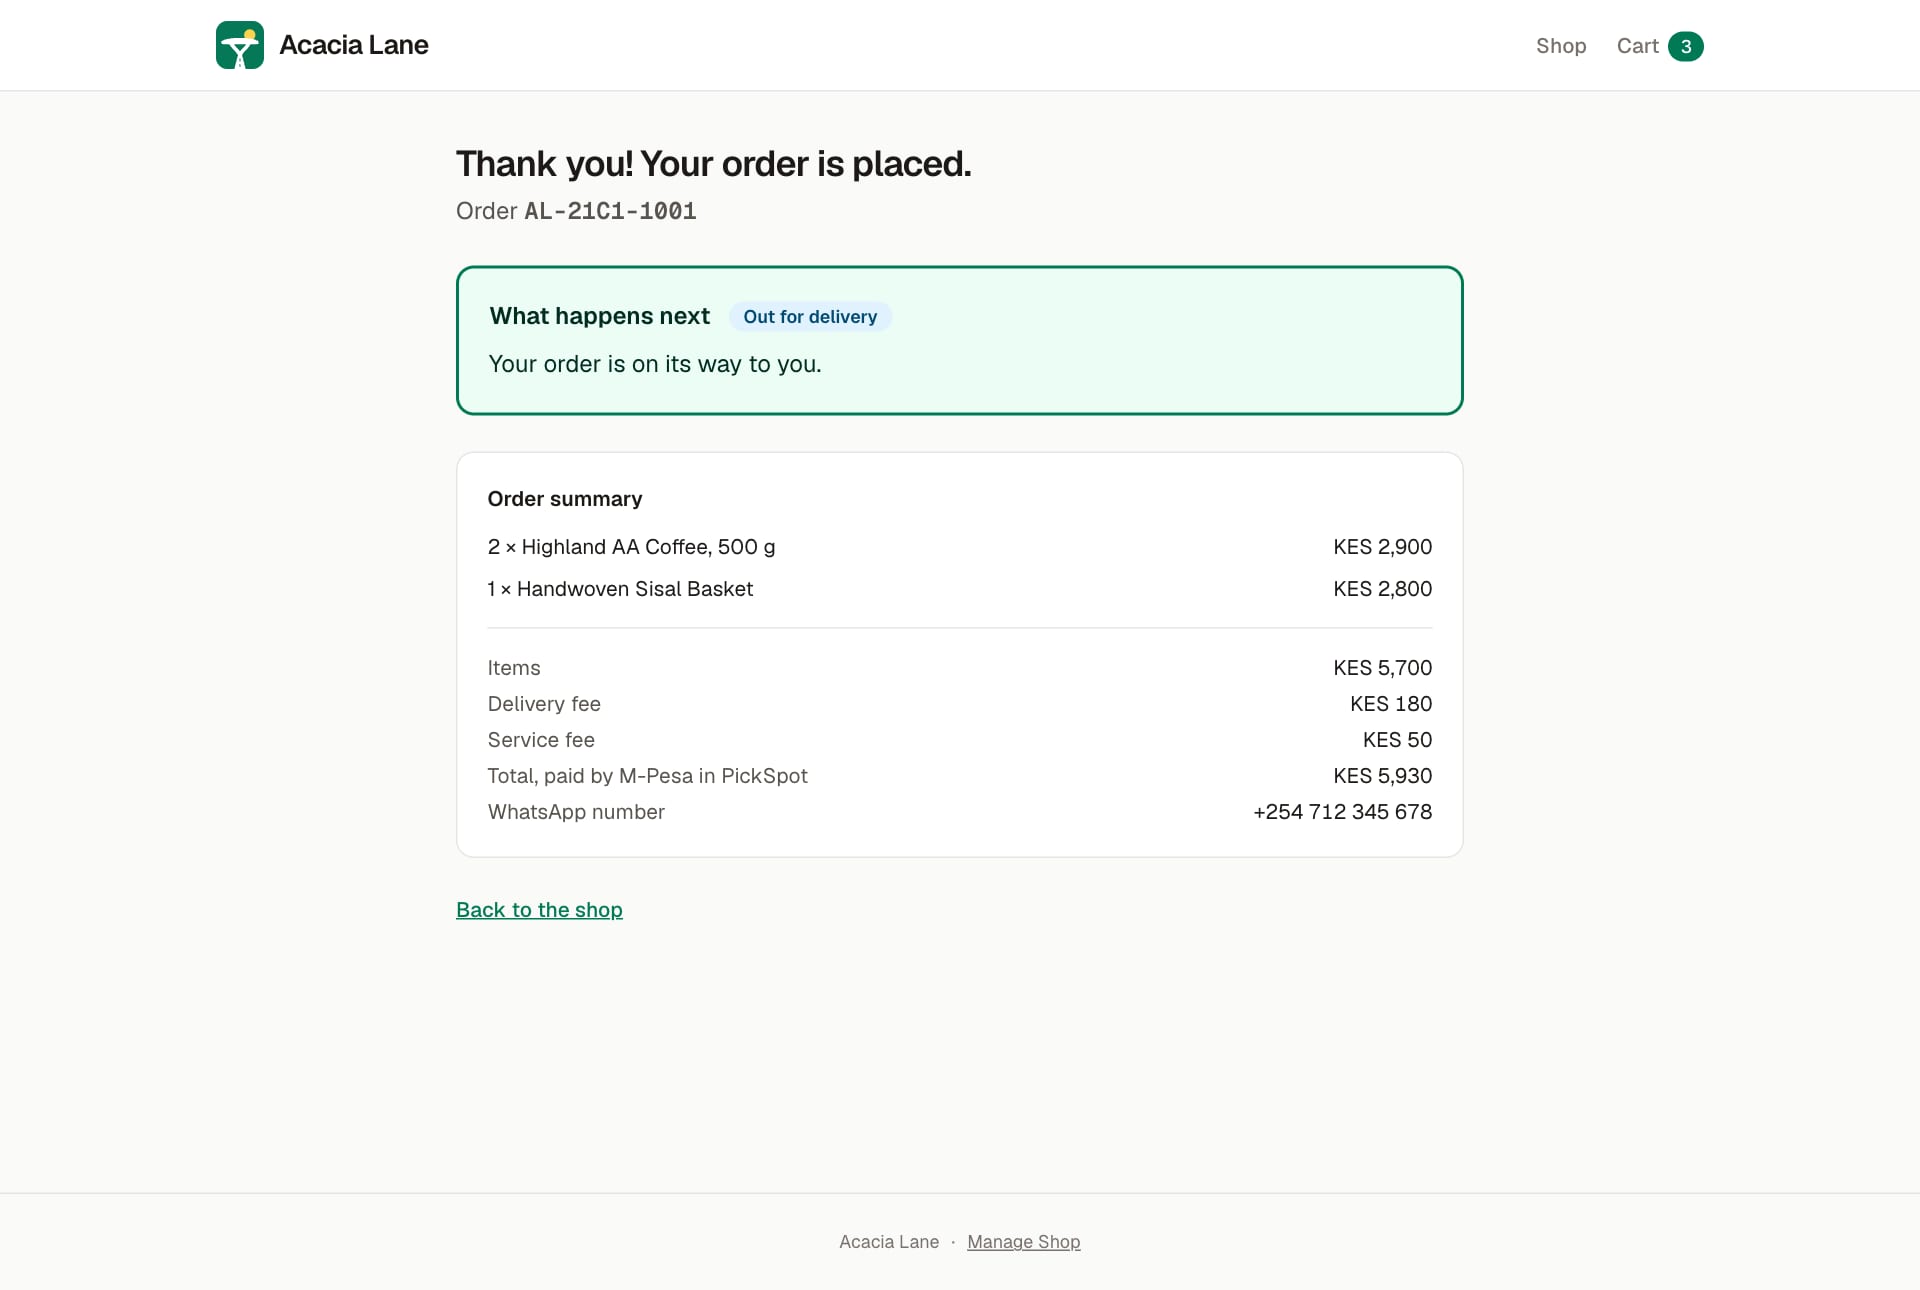 Acacia Lane
Shop
Cart 3
Thank you! Your order is placed.
Order AL-21C1-1001
What happens next Out for delivery
Your order is on its way to you.
Order summary
2 × Highland AA Coffee, 500 g KES 2,900
1 × Handwoven Sisal Basket KES 2,800
Items KES 5,700
Delivery fee KES 180
Service fee KES 50
Total, paid by M-Pesa in PickSpot KES 5,930
WhatsApp number +254 712 345 678
Back to the shop
Acacia Lane · Manage Shop